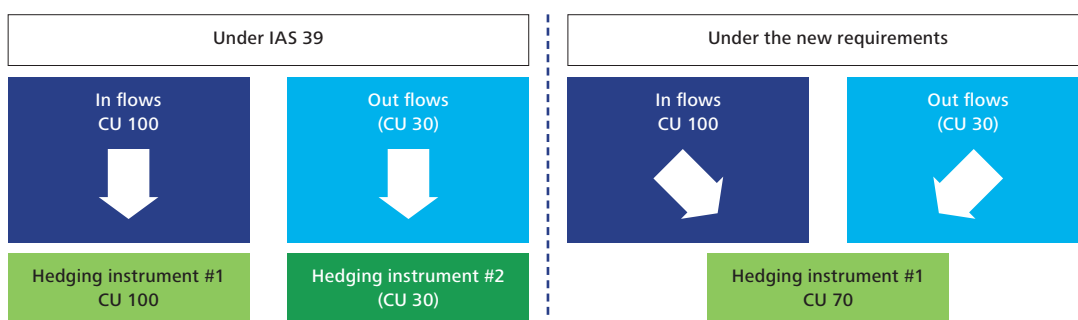 Under IAS 39
In flows
CU 100
Out flows
(CU 30)
Hedging instrument #1
CU 100
Hedging instrument #2
(CU 30)
Under the new requirements
In flows
CU 100
Out flows
(CU 30)
Hedging instrument #1
CU 70